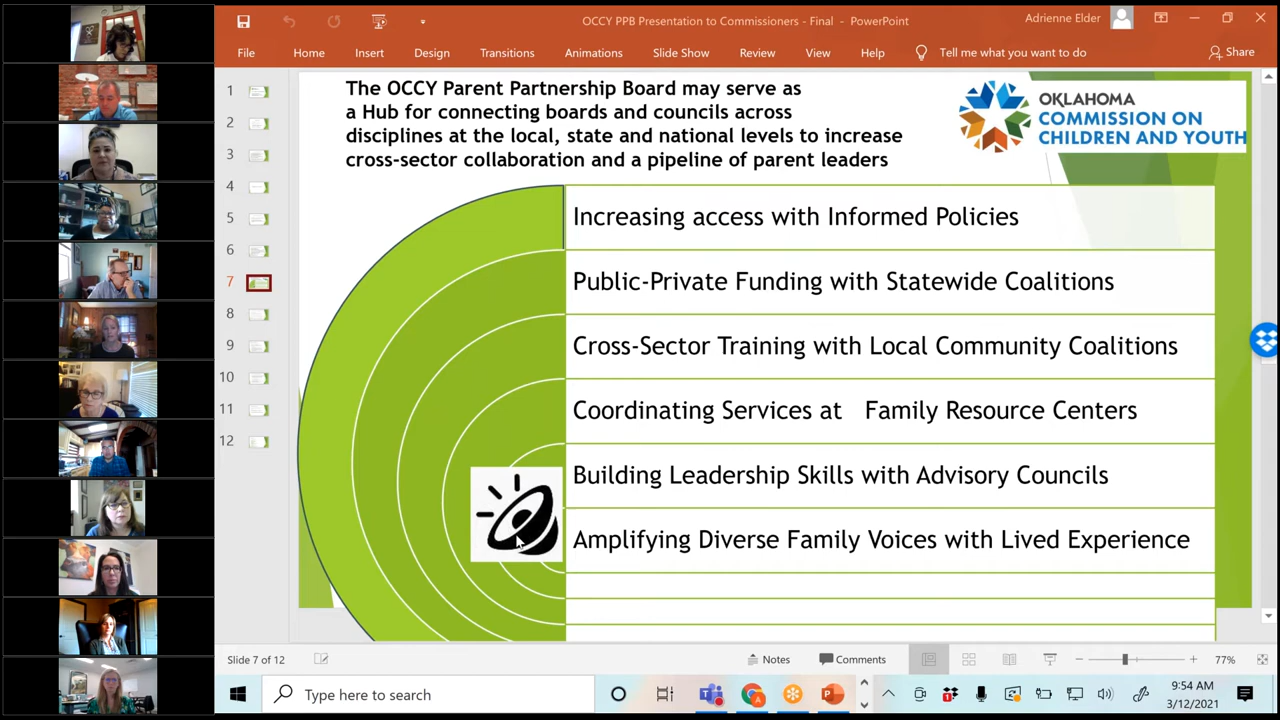 OCCY PPB Presentation to Commissioners - Final - PowerPoint
Adrienne Elder
File Home Insert Design Transitions Animations Slide Show Review View Help Tell me what you want to do Share
The OCCY Parent Partnership Board may serve as
a Hub for connecting boards and councils across
disciplines at the local, state and national levels to increase
cross-sector collaboration and a pipeline of parent leaders
OKLAHOMA
COMMISSION ON
CHILDREN AND YOUTH
1
2
3
4
5
6
7
8
9
10
11
12
Increasing access with Informed Policies
Public-Private Funding with Statewide Coalitions
Cross-Sector Training with Local Community Coalitions
Coordinating Services at Family Resource Centers
Building Leadership Skills with Advisory Councils
Amplifying Diverse Family Voices with Lived Experience
Slide 7 of 12
Notes Comments
77%
Type here to search
9:54 AM
3/12/2021